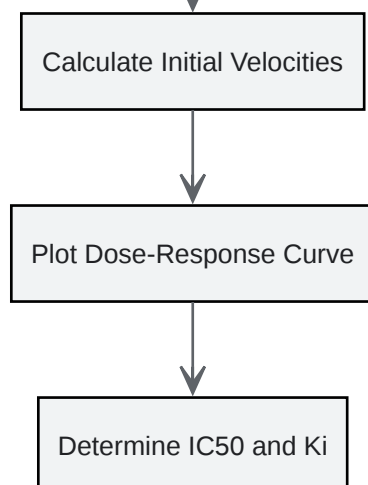 Calculate Initial Velocities
Plot Dose-Response Curve
Determine IC50 and Ki